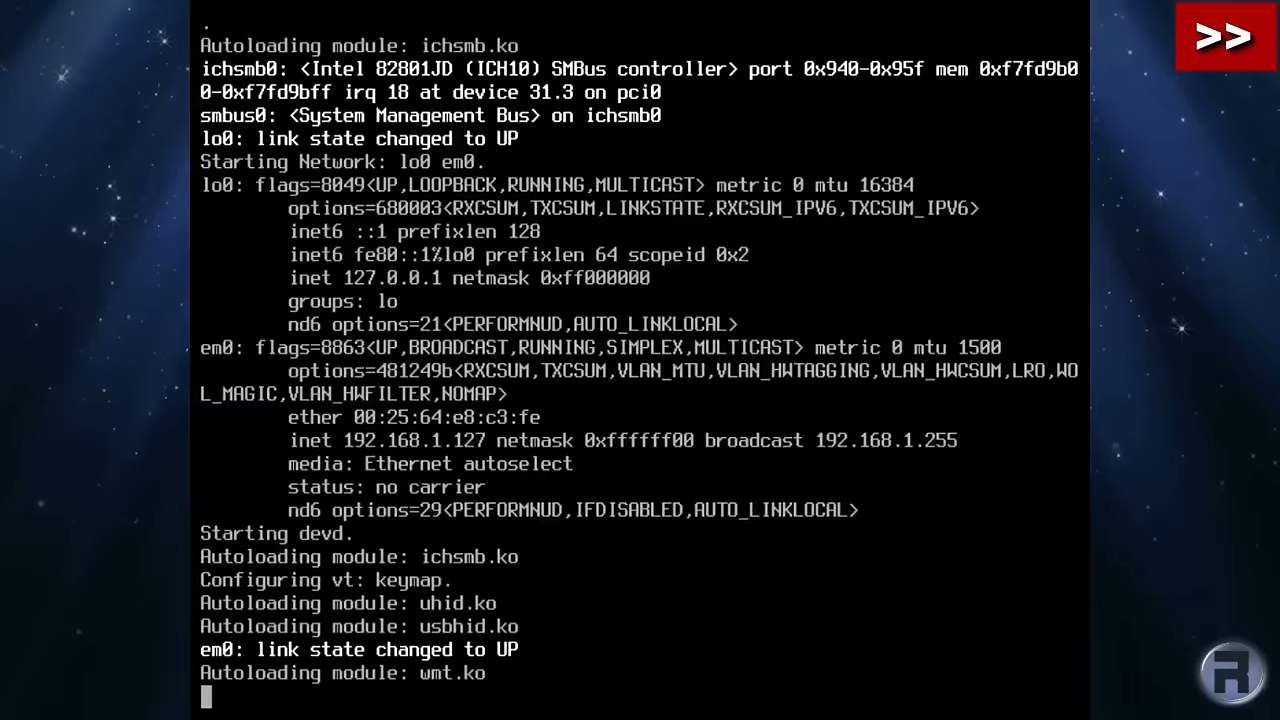 .
>>
Autoloading module: ichsmb.ko
ichsmb0: <Intel 82801JD (ICH10) SMBus controller> port 0x940-0x95f mem 0xf7fd9b0
0-0xf7fd9bff irq 18 at device 31.3 on pci0
smbus0: <System Management Bus> on ichsmb0
lo0: link state changed to UP
Starting Network: lo0 em0.
lo0: flags=8049<UP,LOOPBACK,RUNNING,MULTICAST> metric 0 mtu 16384
options=680003<RXCSUM,TXCSUM,LINKSTATE,RXCSUM_IPV6,TXCSUM_IPV6>
inet6 ::1 prefixlen 128
inet6 fe80::1%lo0 prefixlen 64 scopeid 0x2
inet 127.0.0.1 netmask 0xff000000
groups: lo
nd6 options=21<PERFORMNUD,AUTO_LINKLOCAL>
em0: flags=8863<UP,BROADCAST,RUNNING,SIMPLEX,MULTICAST> metric 0 mtu 1500
options=481249b<RXCSUM,TXCSUM,VLAN_MTU,VLAN_HWTAGGING,VLAN_HWCSUM,LRO,WO
L_MAGIC,VLAN_HWFILTER,NOMAP>
ether 00:25:64:e8:c3:fe
inet 192.168.1.127 netmask 0xffffff00 broadcast 192.168.1.255
media: Ethernet autoselect
status: no carrier
nd6 options=29<PERFORMNUD,IFDISABLED,AUTO_LINKLOCAL>
Starting devd.
Autoloading module: ichsmb.ko
Configuring vt: keymap.
Autoloading module: uhid.ko
Autoloading module: usbhid.ko
em0: link state changed to UP
Autoloading module: wmt.ko
R